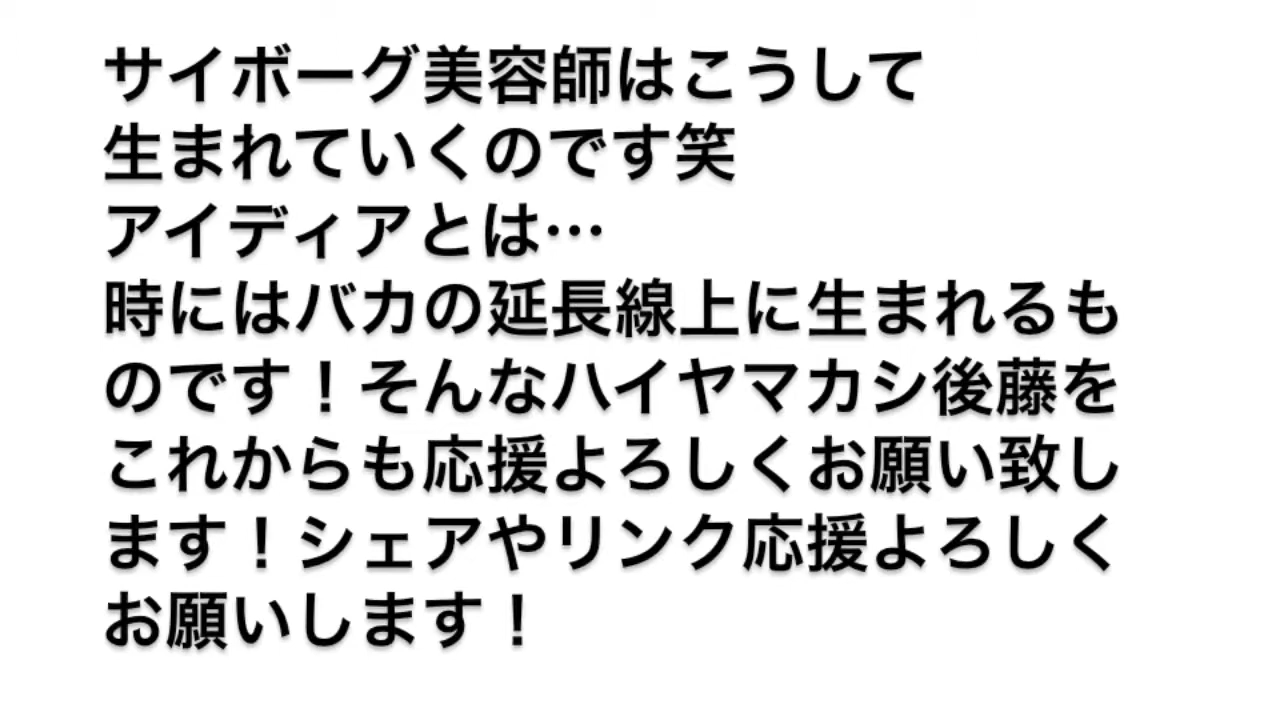 サイボーグ美容師はこうして
生まれていくのです笑
アイディアとは…
時にはバカの延長線上に生まれるも
のです！そんなハイヤマカシ後藤を
これからも応援よろしくお願い致し
ます！シェアやリンク応援よろしく
お願いします！